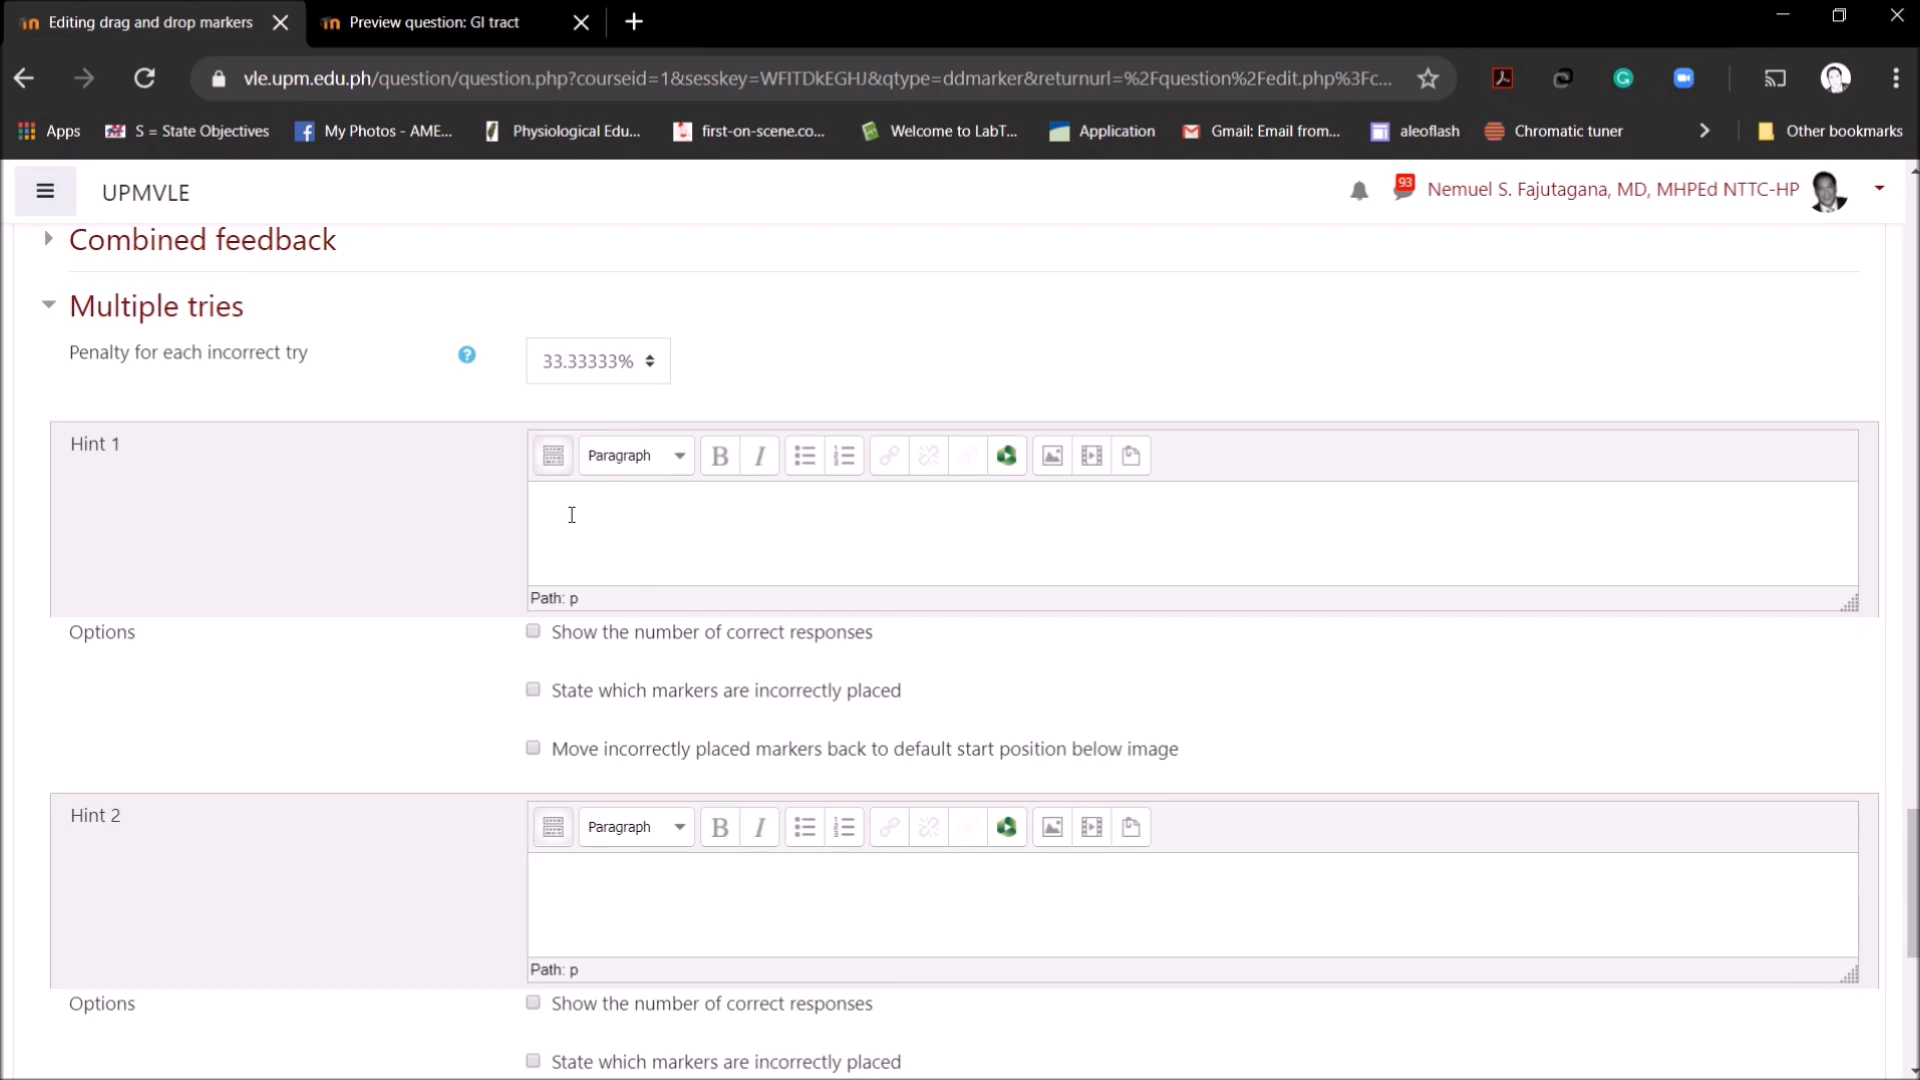 Editing drag and drop markers
Preview question: GI tract
vle.upm.edu.ph/question/question.php?courseid=1&sesskey=WFITDkEGHJ&qtype=ddmarker&returnurl=%2Fquestion%2Fedit.php%3Fc...
Apps
S = State Objectives
My Photos - AME...
Physiological Edu...
first-on-scene.co...
Welcome to LabT...
Application
Gmail: Email from...
aleoflash
Chromatic tuner
Other bookmarks
UPMVLE
93
Nemuel S. Fajutagana, MD, MHPEd NTTC-HP
Combined feedback
Multiple tries
Penalty for each incorrect try
33.33333%
Hint 1
Paragraph
B I
Path: p
Options
Show the number of correct responses
State which markers are incorrectly placed
Move incorrectly placed markers back to default start position below image
Hint 2
Paragraph
B I
Path: p
Options
Show the number of correct responses
State which markers are incorrectly placed